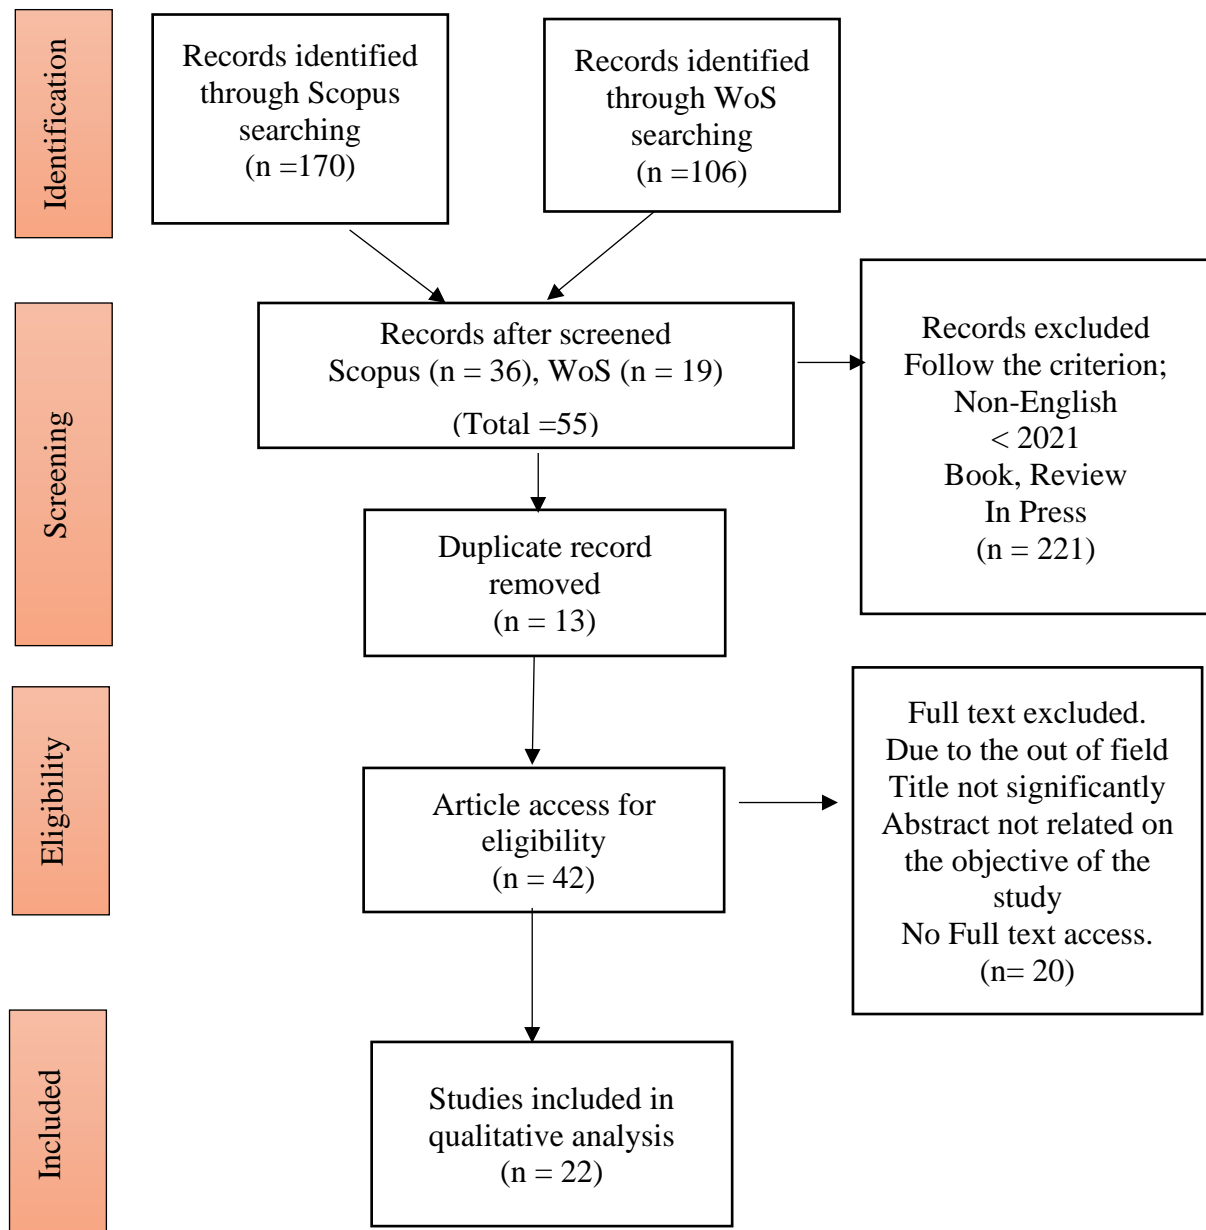 Identification
Records identified
through Scopus
searching
(n =170)
Records identified
through WoS
searching
(n =106)
Screening
Records after screened
Scopus (n = 36), WoS (n = 19)
(Total =55)
Records excluded
Follow the criterion;
Non-English
< 2021
Book, Review
In Press
(n = 221)
Duplicate record
removed
(n = 13)
Eligibility
Article access for
eligibility
(n = 42)
Full text excluded.
Due to the out of field
Title not significantly
Abstract not related on
the objective of the
study
No Full text access.
(n= 20)
Included
Studies included in
qualitative analysis
(n = 22)